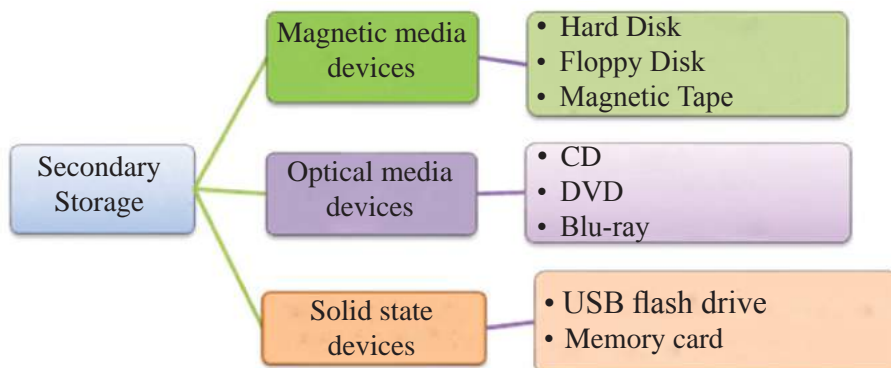 Secondary
Storage
Magnetic media
devices
• Hard Disk
• Floppy Disk
• Magnetic Tape
Optical media
devices
• CD
• DVD
• Blu-ray
Solid state
devices
• USB flash drive
• Memory card